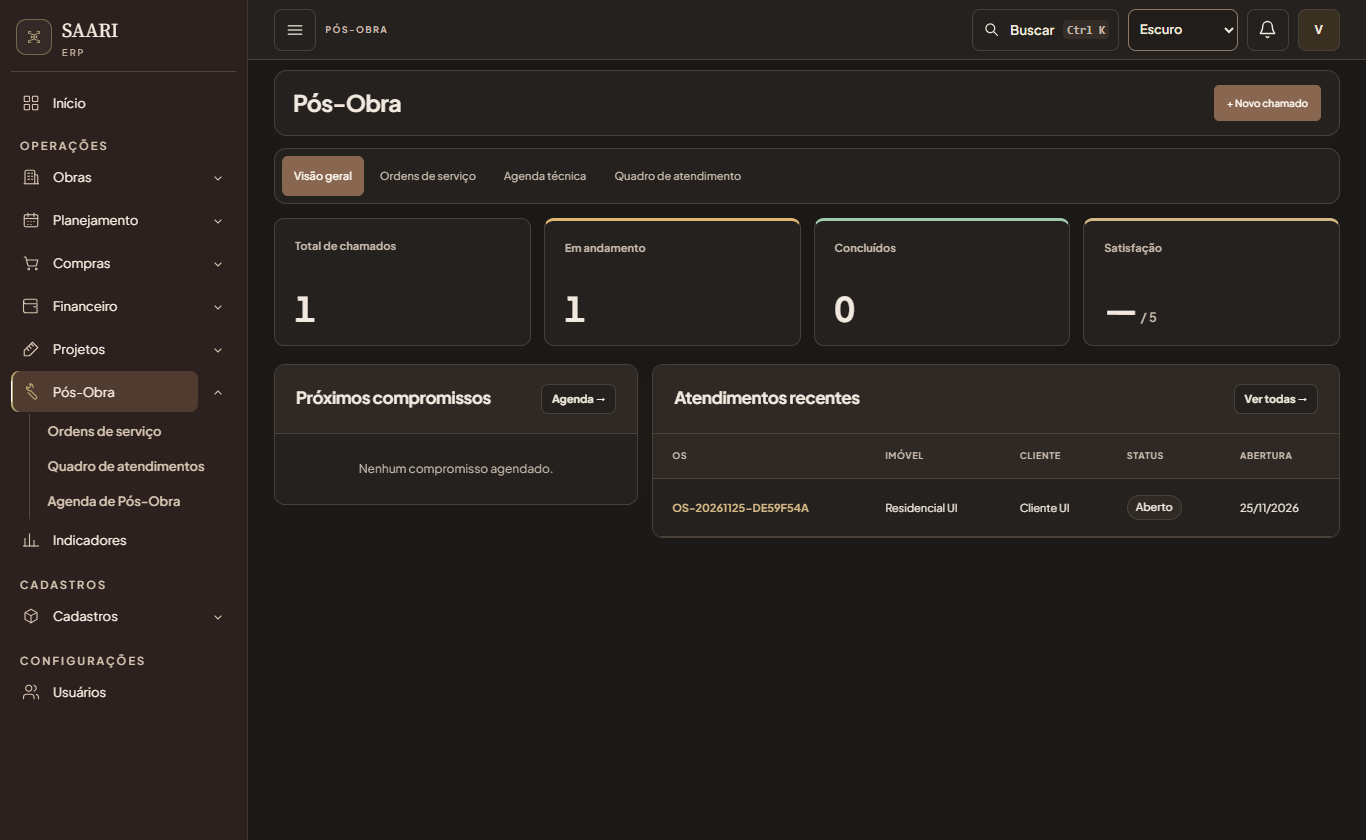 SAARI
ERP
Início
OPERAÇÕES
Obras
Planejamento
Compras
Financeiro
Projetos
Pós-Obra
Ordens de serviço
Quadro de atendimentos
Agenda de Pós-Obra
Indicadores
CADASTROS
Cadastros
CONFIGURAÇÕES
Usuários
PÓS-OBRA
Buscar Ctrl K
Escuro
V
Pós-Obra
+ Novo chamado
Visão geral Ordens de serviço Agenda técnica Quadro de atendimento
Total de chamados
1
Em andamento
1
Concluídos
0
Satisfação
— / 5
Próximos compromissos
Agenda →
Nenhum compromisso agendado.
Atendimentos recentes
Ver todas →
OS IMÓVEL CLIENTE STATUS ABERTURA
OS-20261125-DE59F54A Residencial UI Cliente UI Aberto 25/11/2026